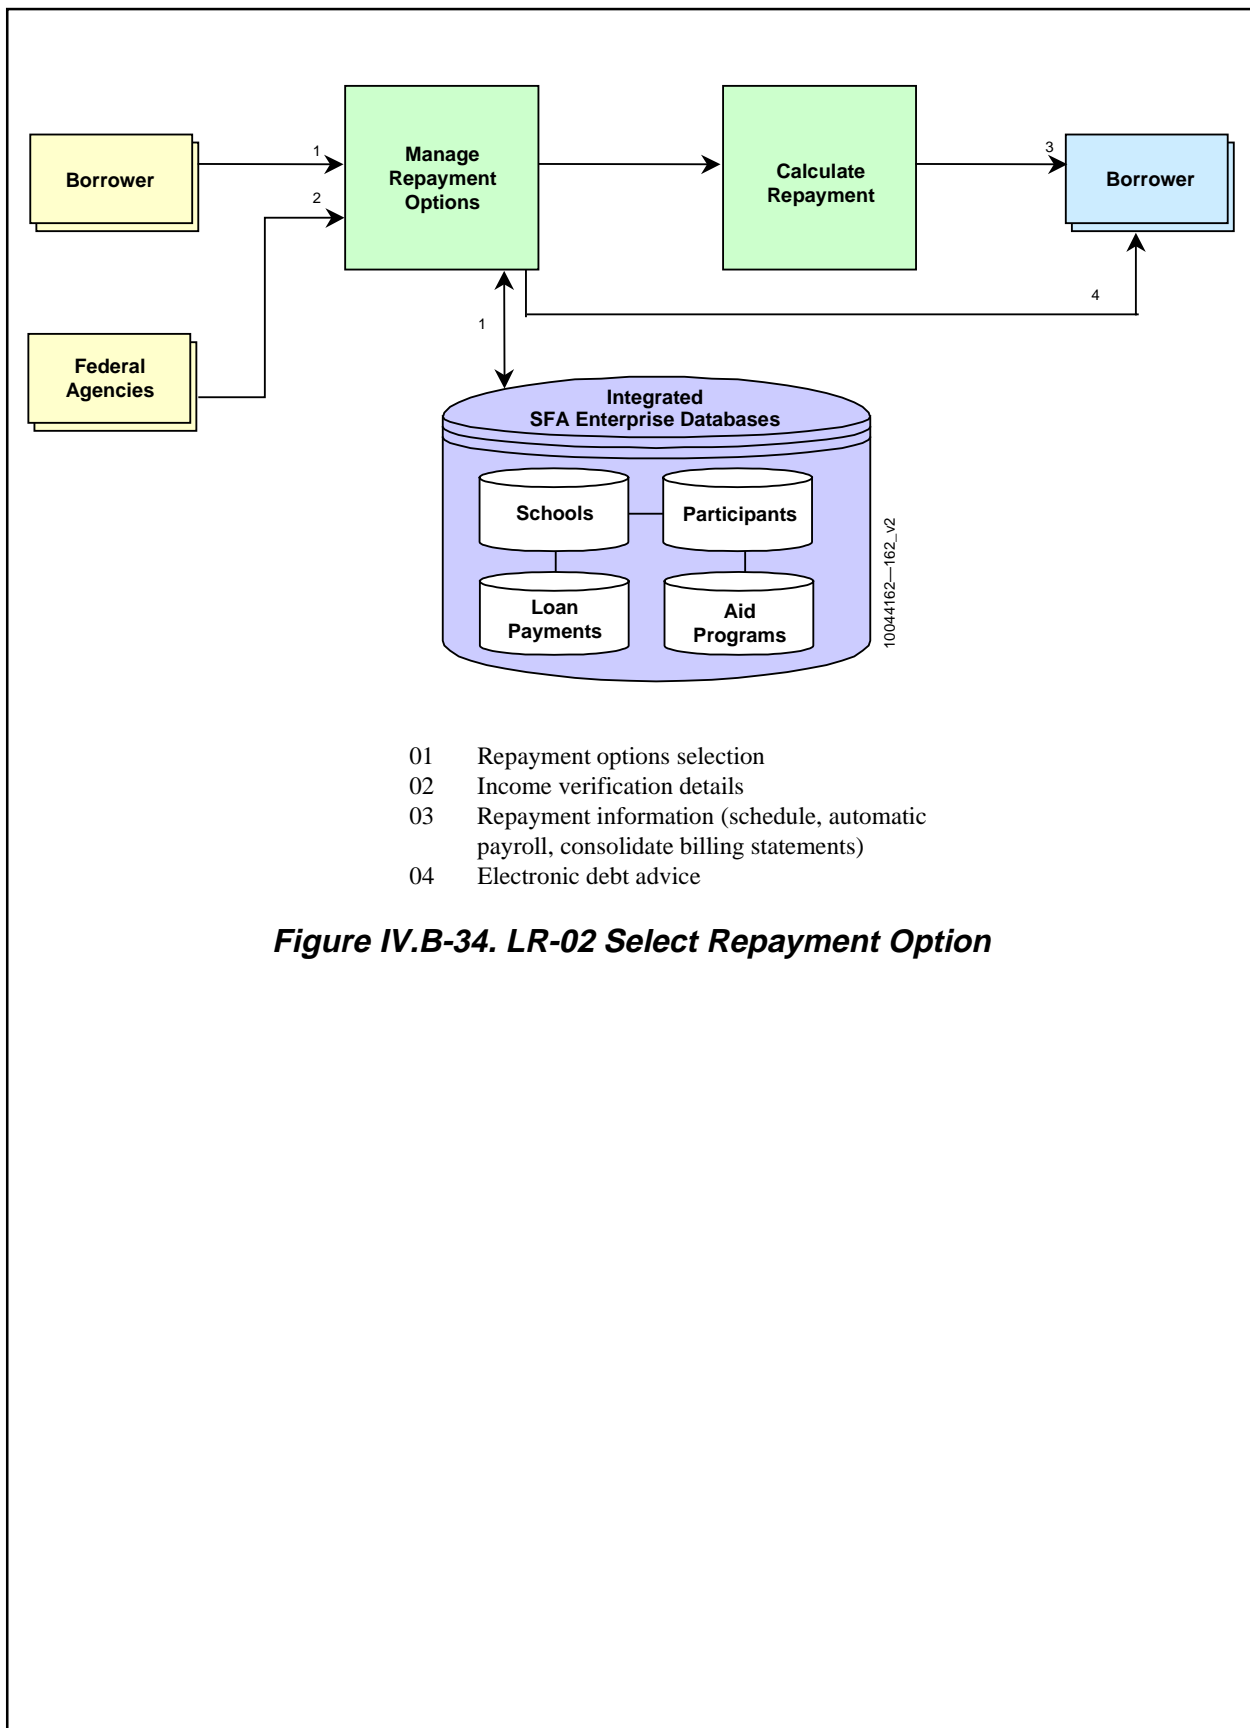 Borrower
1
Manage
Repayment
Options
Calculate
Repayment
3
Borrower
2
Federal
Agencies
1
4
Integrated
SFA Enterprise Databases
Schools
Participants
Loan
Payments
Aid
Programs
10044162—162_v2
01 Repayment options selection
02 Income verification details
03 Repayment information (schedule, automatic
payroll, consolidate billing statements)
04 Electronic debt advice
Figure IV.B-34. LR-02 Select Repayment Option